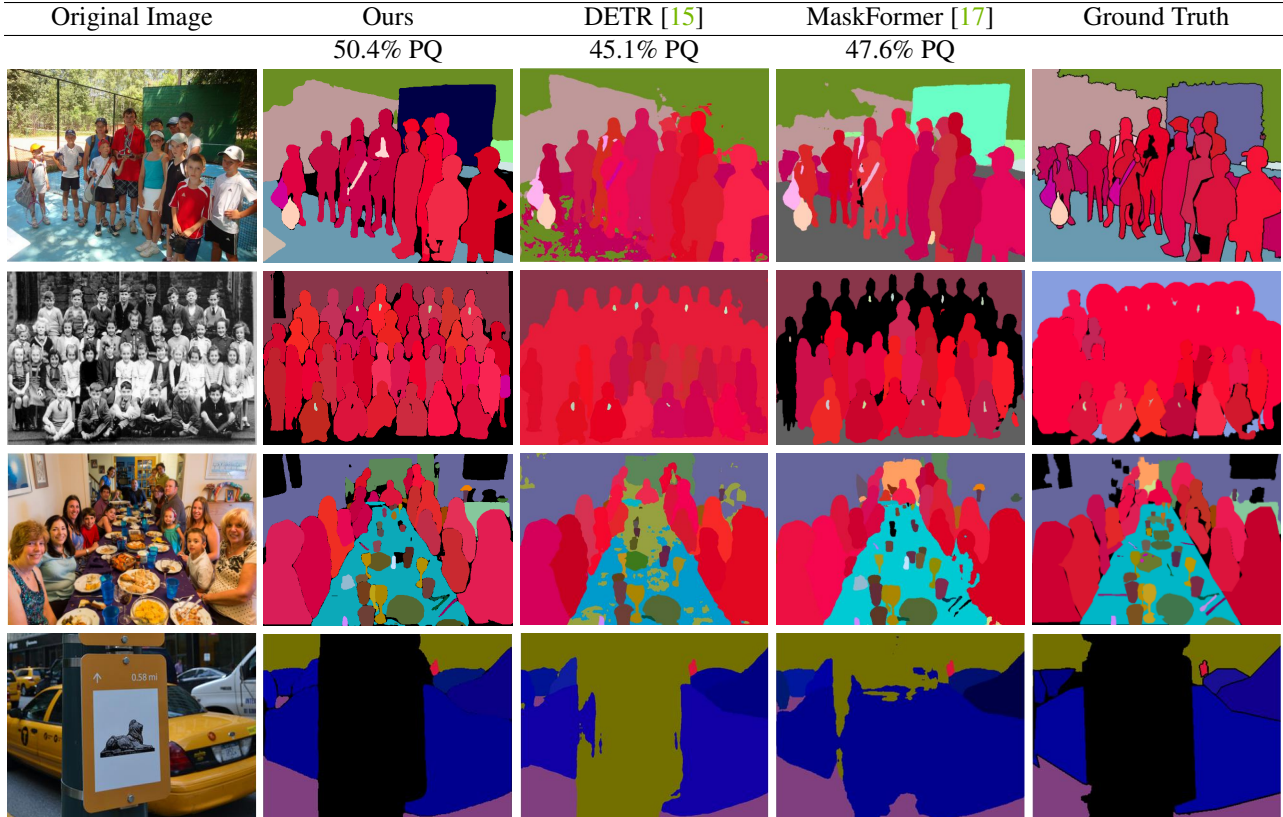 Original Image Ours DETR [15] MaskFormer [17] Ground Truth
50.4% PQ 45.1% PQ 47.6% PQ
0.58 mi